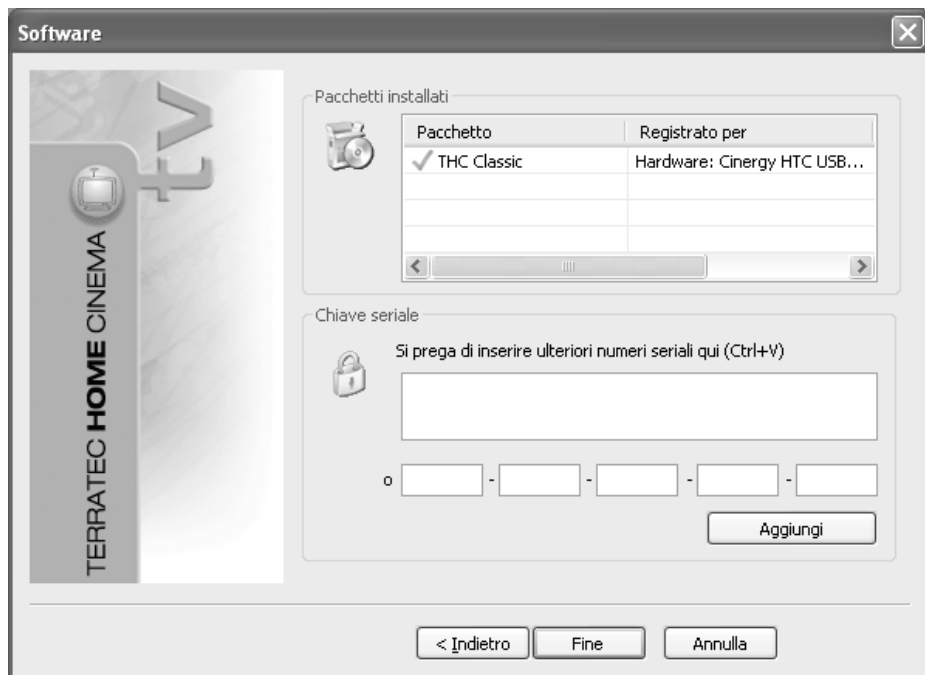 Software
tv
TERRATEC HOME CINEMA
Pacchetti installati
Pacchetto Registrato per
THC Classic Hardware: Cinergy HTC USB...
Chiave seriale
Si prega di inserire ulteriori numeri seriali qui (Ctrl+V)
o - - - -
Aggiungi
< Indietro Fine Annulla